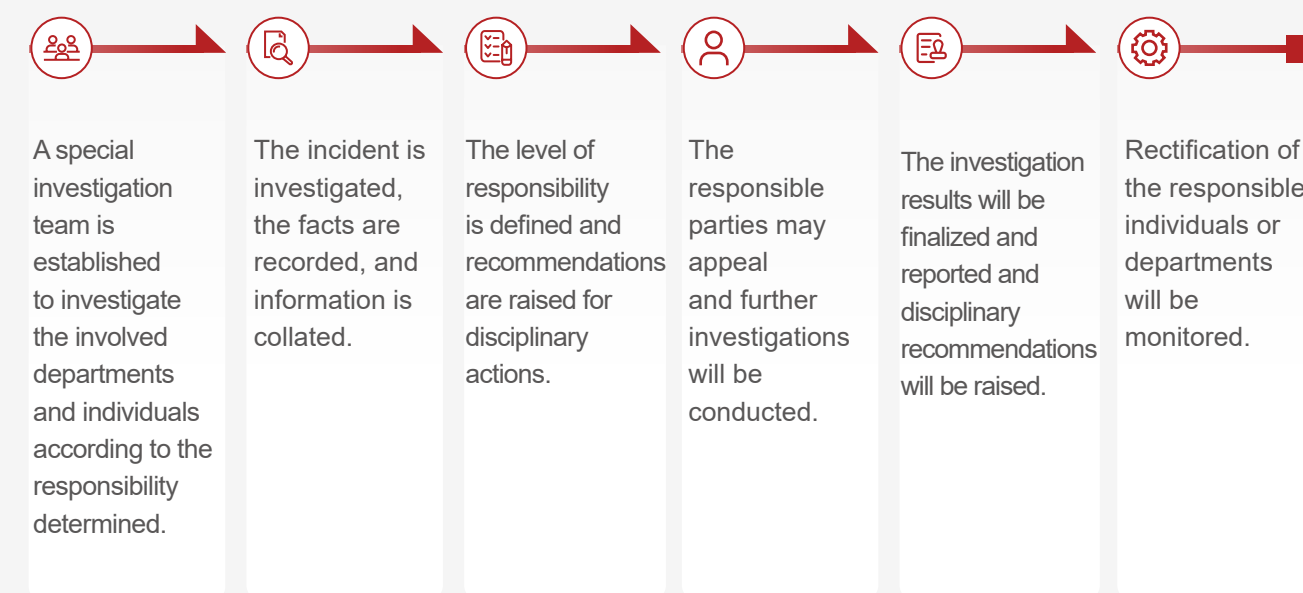 A special
investigation
team is
established
to investigate
the involved
departments
and individuals
according to the
responsibility
determined.
The incident is
investigated,
the facts are
recorded, and
information is
collated.
The level of
responsibility
is defined and
recommendations
are raised for
disciplinary
actions.
The
responsible
parties may
appeal
and further
investigations
will be
conducted.
The investigation
results will be
finalized and
reported and
disciplinary
recommendations
will be raised.
Rectification of
the responsible
individuals or
departments
will be
monitored.